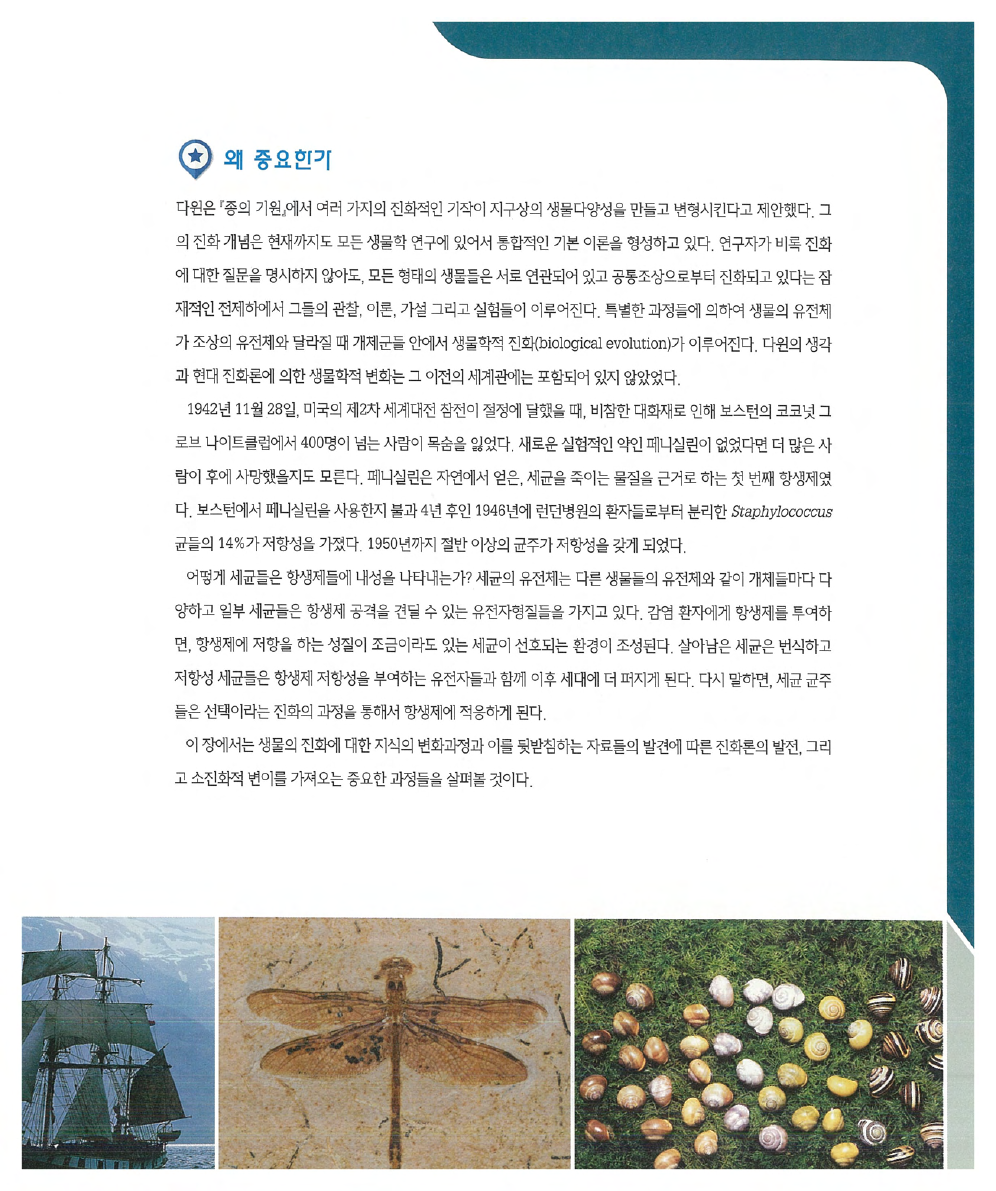 왜 중요한가
다윈은 『종의 기원』에서 여러 가지의 진화적인 기작이 지구상의 생물다양성을 만들고 변형시킨다고 제안했다. 그
의 진화 개념은 현재까지도 모든 생물학 연구에 있어서 통합적인 기본 이론을 형성하고 있다. 연구자가 비록 진화
에 대한 질문을 명시하지 않아도, 모든 형태의 생물들은 서로 연관되어 있고 공통조상으로부터 진화되고 있다는 잠
재적인 전제하에서 그들의 관찰, 이론, 가설 그리고 실험들이 이루어진다. 특별한 과정들에 의하여 생물의 유전체
가 조상의 유전체와 달라질 때 개체군들 안에서 생물학적 진화(biological evolution)가 이루어진다. 다윈의 생각
과 현대 진화론에 의한 생물학적 변화는 그 이전의 세계관에는 포함되어 있지 않았었다.
1942년 11월 28일, 미국의 제2차 세계대전 참전이 절정에 달했을 때, 비참한 대화재로 인해 보스턴의 코코넛 그
로브 나이트클럽에서 400명이 넘는 사람이 목숨을 잃었다. 새로운 실험적인 약인 페니실린이 없었다면 더 많은 사
람이 후에 사망했을지도 모른다. 페니실린은 자연에서 얻은, 세균을 죽이는 물질을 근거로 하는 첫 번째 항생제였
다. 보스턴에서 페니실린을 사용한지 불과 4년 후인 1946년에 런던병원의 환자들로부터 분리한 Staphylococcus
균들의 14%가 저항성을 가졌다. 1950년까지 절반 이상의 균주가 저항성을 갖게 되었다.
어떻게 세균들은 항생제들에 내성을 나타내는가? 세균의 유전체는 다른 생물들의 유전체와 같이 개체들마다 다
양하고 일부 세균들은 항생제 공격을 견딜 수 있는 유전자형질들을 가지고 있다. 감염 환자에게 항생제를 투여하
면, 항생제에 저항을 하는 성질이 조금이라도 있는 세균이 선호되는 환경이 조성된다. 살아남은 세균은 번식하고
저항성 세균들은 항생제 저항성을 부여하는 유전자들과 함께 이후 세대에 더 퍼지게 된다. 다시 말하면, 세균 균주
들은 선택이라는 진화의 과정을 통해서 항생제에 적응하게 된다.
이 장에서는 생물의 진화에 대한 지식의 변화과정과 이를 뒷받침하는 자료들의 발견에 따른 진화론의 발전, 그리
고 소진화적 변이를 가져오는 중요한 과정들을 살펴볼 것이다.